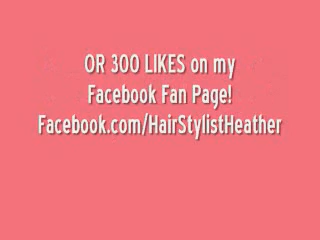 OR 300 LIKES on my
Facebook Fan Page!
Facebook.com/HairStylistHeather